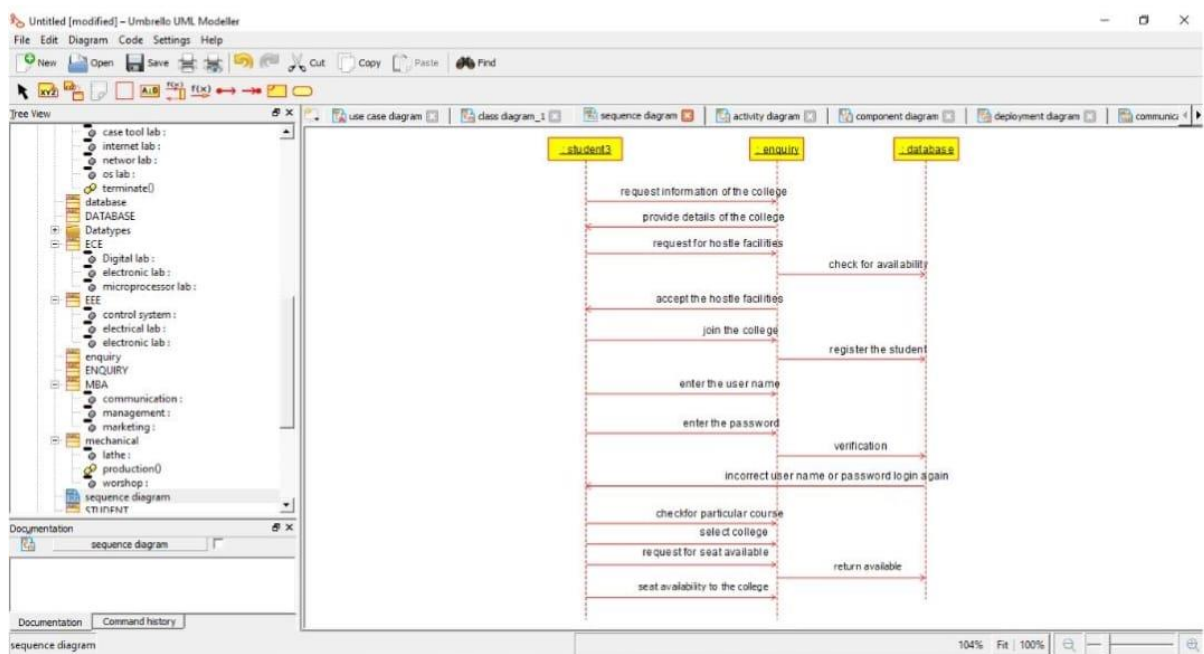 Untitled [modified] – Umbrello UML Modeller
File Edit Diagram Code Settings Help
New Open Save Cut Copy Paste Find
XYZ A↓B f(x) f(x)
Tree View
use case diagram class diagram_1 sequence diagram activity diagram component diagram deployment diagram communica
case tool lab :
internet lab :
networ lab :
os lab :
terminate()
database
DATABASE
Datatypes
ECE
Digital lab :
electronic lab :
microprocessor lab :
EEE
control system :
electrical lab :
electronic lab :
enquiry
ENQUIRY
MBA
communication :
management :
marketing :
mechanical
lathe :
production()
worshop :
sequence diagram
STUDENT
Documentation
sequence diagram
Documentation Command history
: student3 : enquiry : database
request information of the college
provide details of the college
request for hostle facilities
check for availability
accept the hostle facilities
join the college
register the student
enter the user name
enter the password
verification
incorrect user name or password login again
checkfor particular course
select college
request for seat available
return available
seat availability to the college
sequence diagram 104% Fit 100%